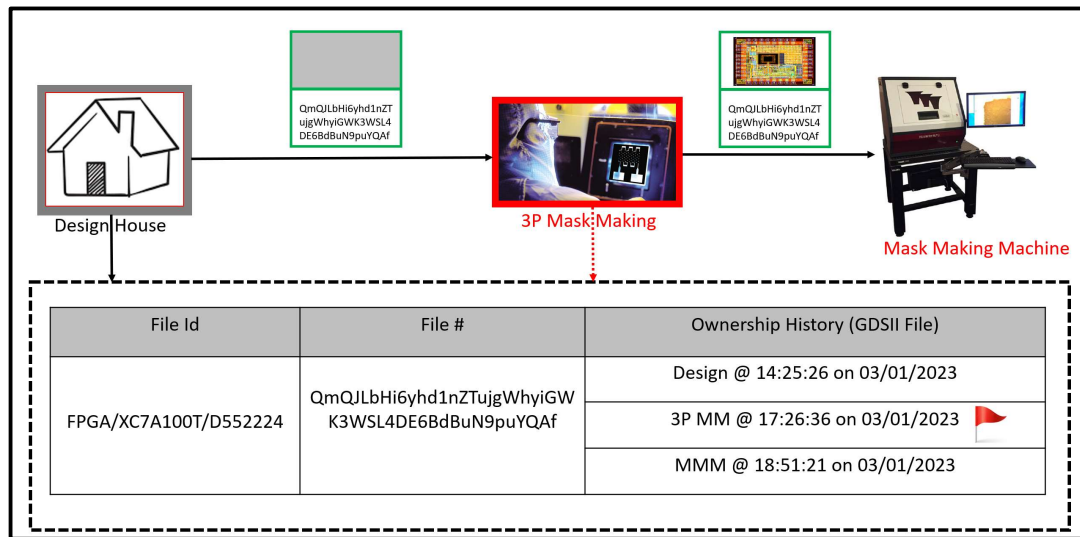 QmQJLbHi6yhd1nZT
ujgWhyiGWK3WSL4
DE6BdBuN9puYQAf
QmQJLbHi6yhd1nZT
ujgWhyiGWK3WSL4
DE6BdBuN9puYQAf
Design House
3P Mask Making
Mask Making Machine
File Id
File #
Ownership History (GDSII File)
FPGA/XC7A100T/D552224
QmQJLbHi6yhd1nZTujgWhyiGW
K3WSL4DE6BdBuN9puYQAf
Design @ 14:25:26 on 03/01/2023
3P MM @ 17:26:36 on 03/01/2023
MMM @ 18:51:21 on 03/01/2023